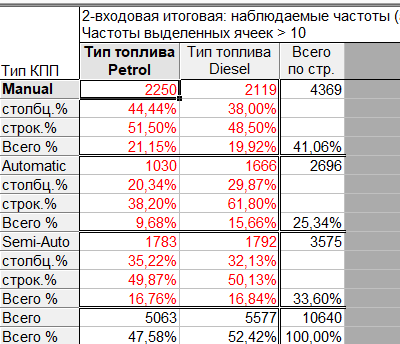 2-входовая итоговая: наблюдаемые частоты
Частоты выделенных ячеек > 10
Тип КПП Тип топлива Petrol Тип топлива Diesel Всего по стр.
Manual 2250 2119 4369
столбц.% 44,44% 38,00%
строк.% 51,50% 48,50%
Всего % 21,15% 19,92% 41,06%
Automatic 1030 1666 2696
столбц.% 20,34% 29,87%
строк.% 38,20% 61,80%
Всего % 9,68% 15,66% 25,34%
Semi-Auto 1783 1792 3575
столбц.% 35,22% 32,13%
строк.% 49,87% 50,13%
Всего % 16,76% 16,84% 33,60%
Всего 5063 5577 10640
Всего % 47,58% 52,42% 100,00%